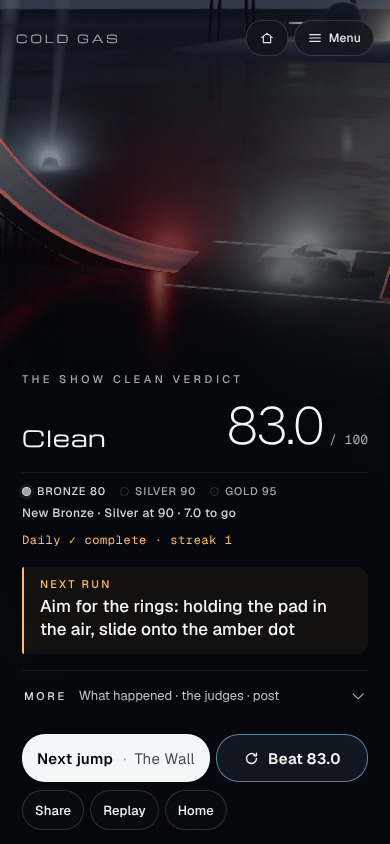 COLD GAS
Menu
THE SHOW CLEAN VERDICT
Clean 83.0 / 100
BRONZE 80 SILVER 90 GOLD 95
New Bronze · Silver at 90 · 7.0 to go
Daily ✓ complete · streak 1
NEXT RUN
Aim for the rings: holding the pad in
the air, slide onto the amber dot
MORE What happened · the judges · post
Next jump · The Wall
Beat 83.0
Share
Replay
Home